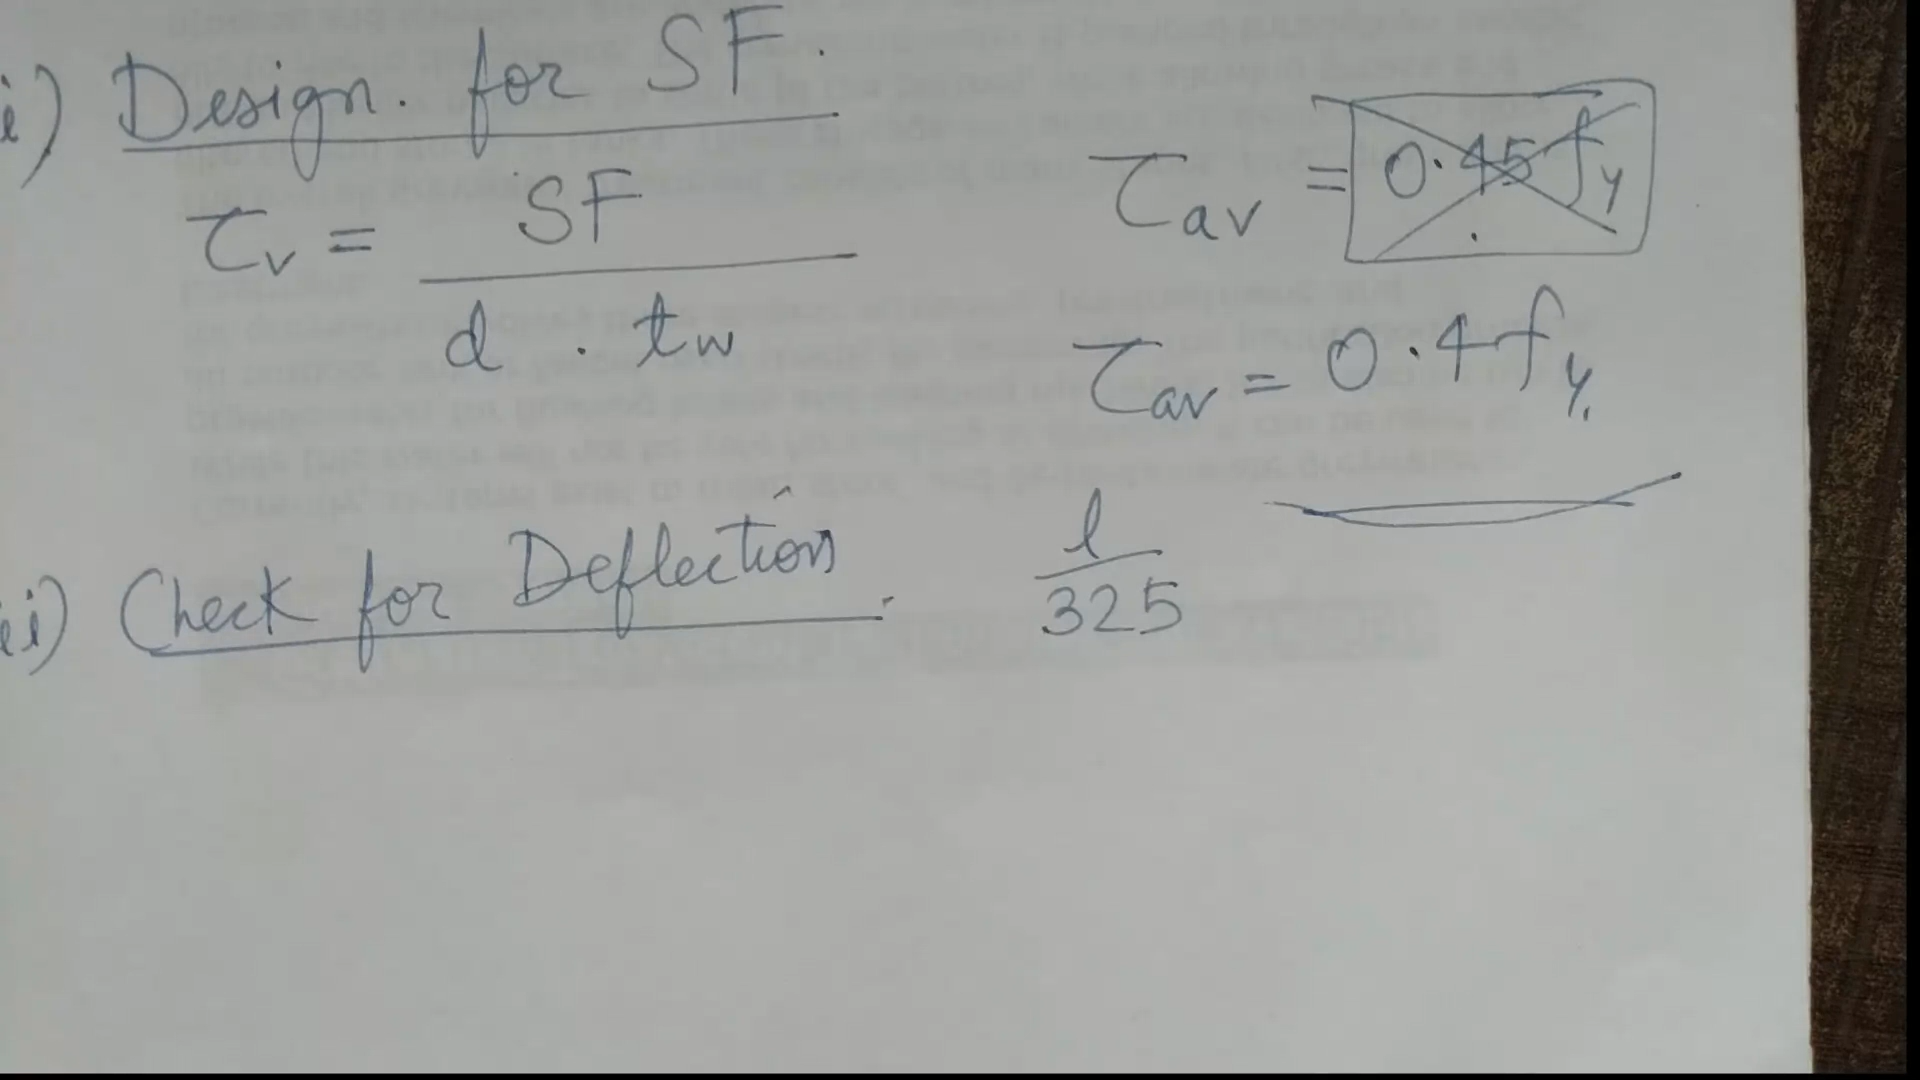 i) Design. for SF.
τv = SF / d . tw
τav = 0.45 fy
τav = 0.4 fy.
ii) Check for Deflection. l / 325